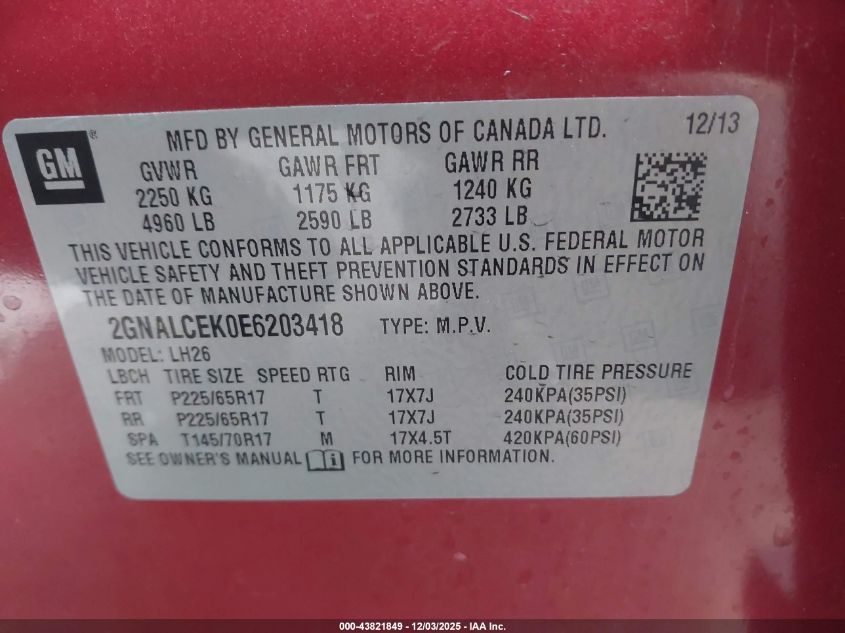 MFD BY GENERAL MOTORS OF CANADA LTD. 12/13
GM®
GVWR GAWR FRT GAWR RR
2250 KG 1175 KG 1240 KG
4960 LB 2590 LB 2733 LB
THIS VEHICLE CONFORMS TO ALL APPLICABLE U.S. FEDERAL MOTOR
VEHICLE SAFETY AND THEFT PREVENTION STANDARDS IN EFFECT ON
THE DATE OF MANUFACTURE SHOWN ABOVE.
2GNALCEK0E6203418 TYPE: M.P.V.
MODEL: LH26
LBCH TIRE SIZE SPEED RTG RIM COLD TIRE PRESSURE
FRT P225/65R17 T 17X7J 240KPA(35PSI)
RR P225/65R17 T 17X7J 240KPA(35PSI)
SPA T145/70R17 M 17X4.5T 420KPA(60PSI)
SEE OWNER'S MANUAL FOR MORE INFORMATION.
000-43821849 - 12/03/2025 - IAA Inc.